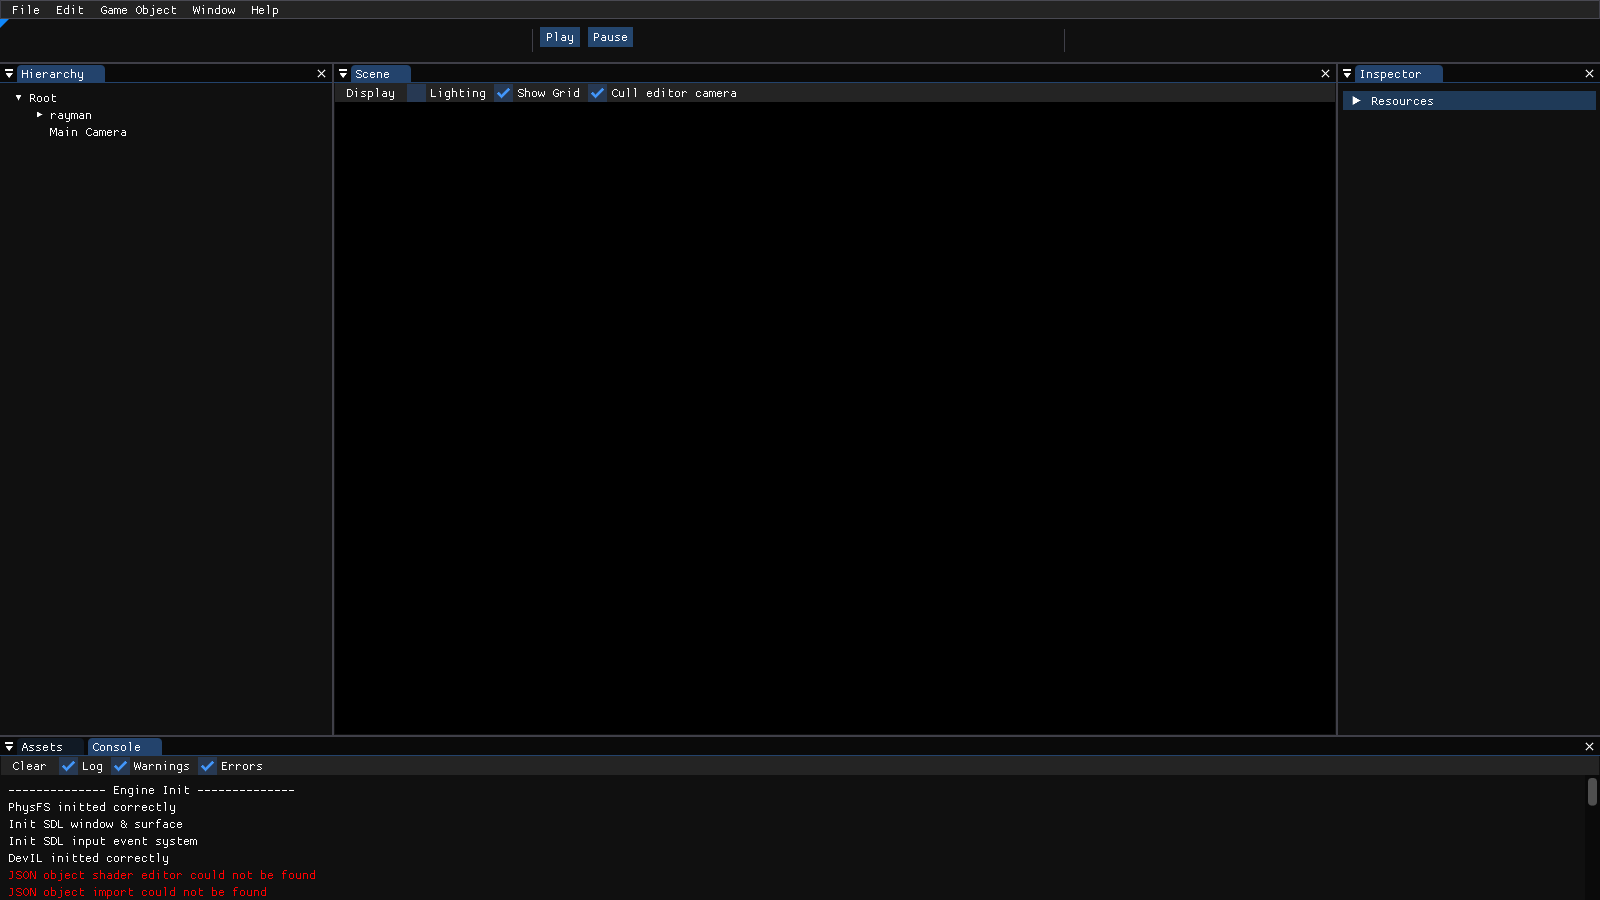 File Edit Game Object Window Help
Play Pause
Hierarchy
Root
rayman
Main Camera
Scene
Display Lighting Show Grid Cull editor camera
Inspector
Resources
Assets Console
Clear Log Warnings Errors
-------------- Engine Init --------------
PhysFS initted correctly
Init SDL window & surface
Init SDL input event system
DevIL initted correctly
JSON object shader editor could not be found
JSON object import could not be found